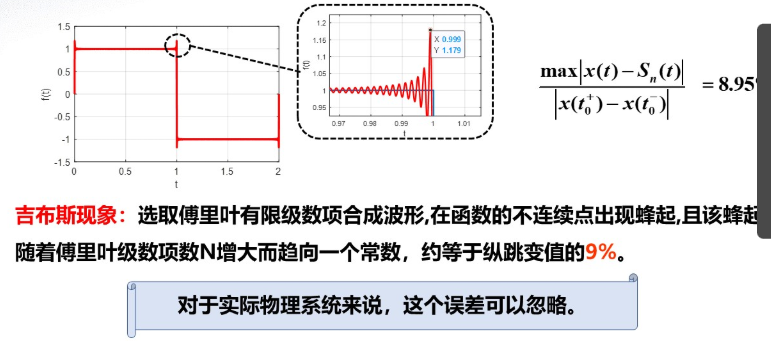 1.5
1
0.5
0
-0.5
-1
-1.5
f(t)
0
0.5
1
1.5
2
t
1.2
1.15
1.1
1.05
1
0.95
f(t)
X 0.999
Y 1.179
0.97
0.98
0.99
1
1.01
t
max|x(t)-Sₙ(t)|
|x(t₀⁺)-x(t₀⁻)|
=8.95
吉布斯现象：选取傅里叶有限级数项合成波形,在函数的不连续点出现蜂起,且该蜂起
随着傅里叶级数项数N增大而趋向一个常数，约等于纵跳变值的9%。
对于实际物理系统来说，这个误差可以忽略。